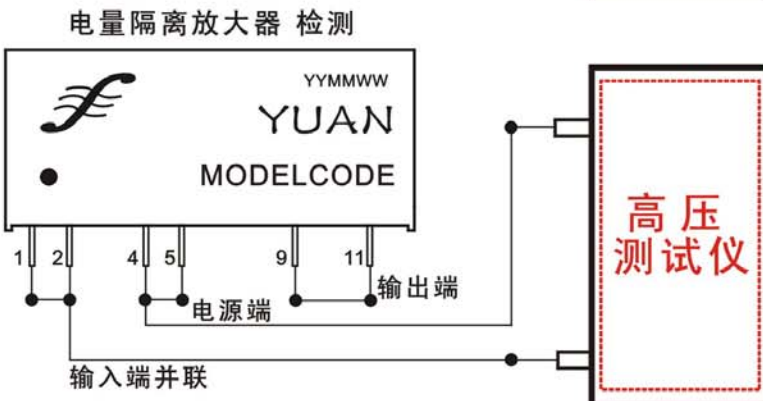 电量隔离放大器 检测
YYMMWW
YUAN
MODELCODE
1 2 4 5 9 11
输出端
电源端
输入端并联
高压
测试仪